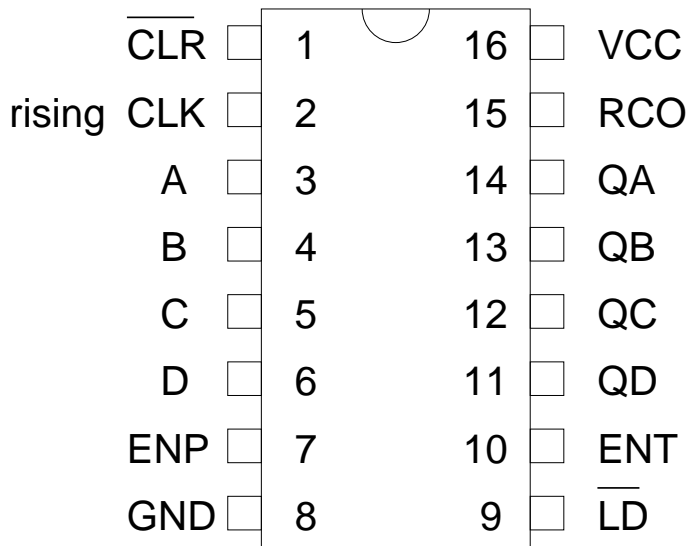 CLR 1 16 VCC
rising CLK 2 15 RCO
A 3 14 QA
B 4 13 QB
C 5 12 QC
D 6 11 QD
ENP 7 10 ENT
GND 8 9 LD